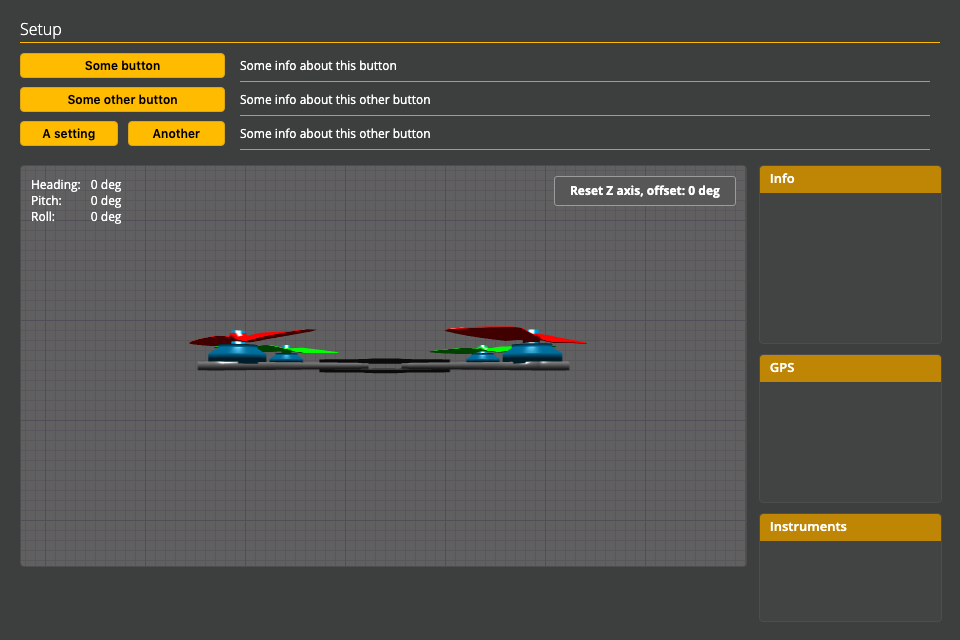 Setup
Some button
Some info about this button
Some other button
Some info about this other button
A setting
Another
Some info about this other button
Heading: 0 deg
Pitch: 0 deg
Roll: 0 deg
Reset Z axis, offset: 0 deg
Info
GPS
Instruments